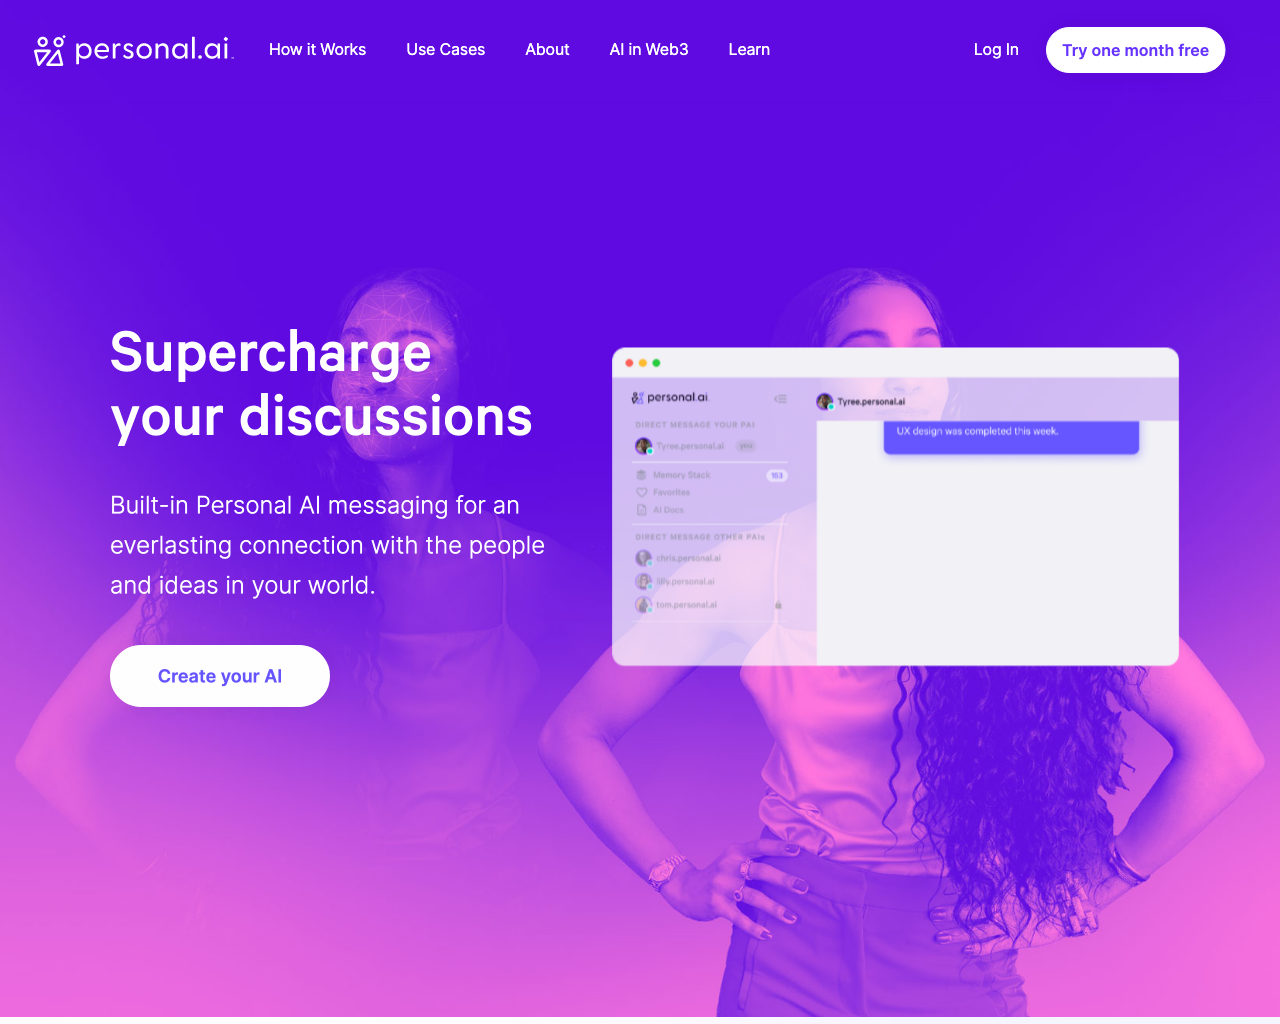 personal.ai
How it Works
Use Cases
About
AI in Web3
Learn
Log In
Try one month free
Supercharge
your discussions
Built-in Personal AI messaging for an
everlasting connection with the people
and ideas in your world.
Create your AI
personal.ai
DIRECT MESSAGE YOUR PAI
Tyree.personal.ai you
Memory Stack 153
Favorites
AI Docs
DIRECT MESSAGE OTHER PAIs
chris.personal.ai
lilly.personal.ai
tom.personal.ai
Tyree.personal.ai
UX design was completed this week.